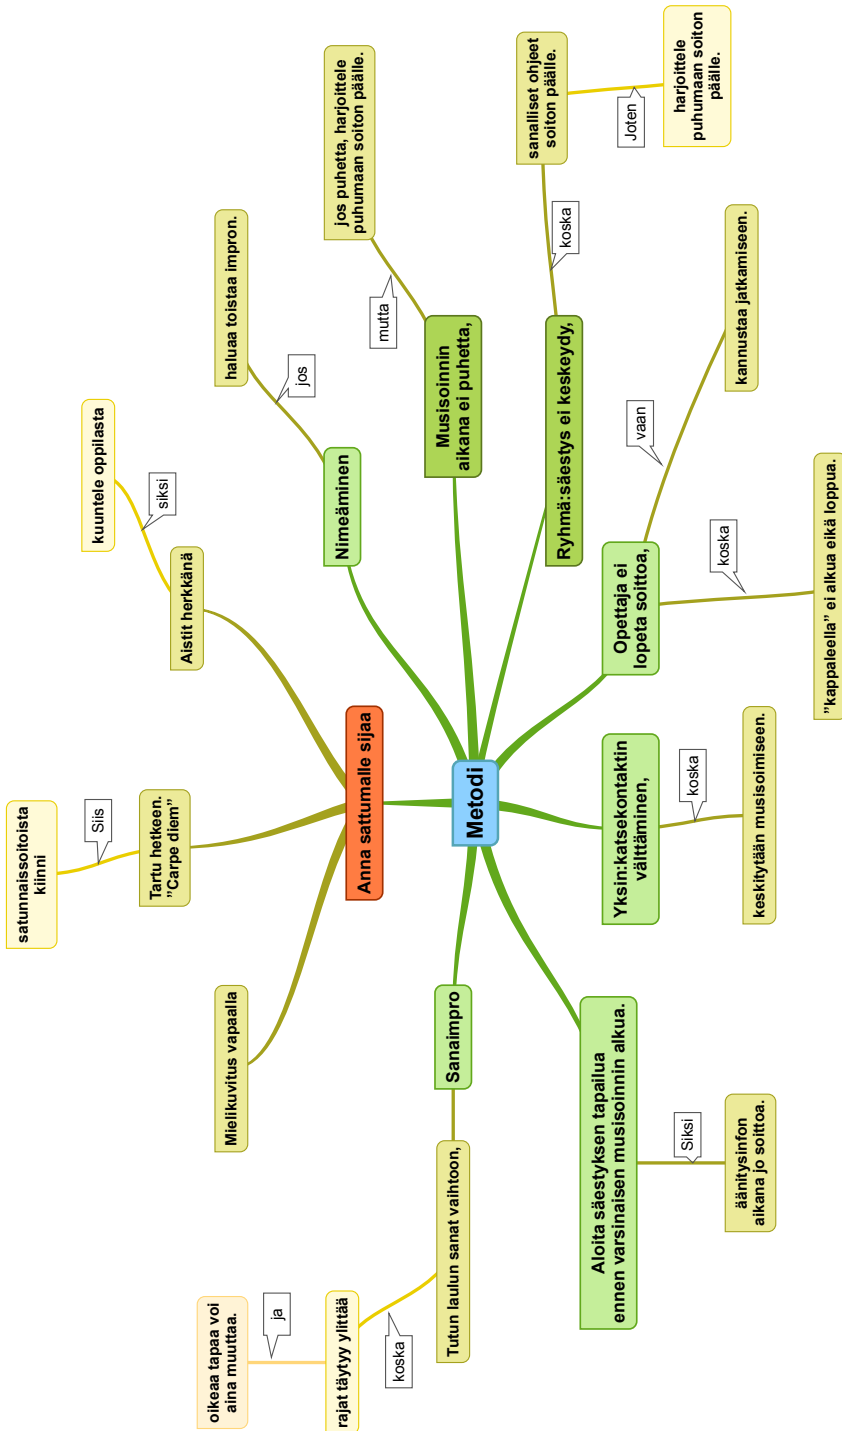 Metodi
Anna sattumalle sijaa
Mielikuvitus vapaalla
Tartu hetkeen.
”Carpe diem”
Siis
satunnaissoitoista
kiinni
Aistit herkkänä
siksi
kuuntele oppilasta
Nimeäminen
jos
haluaa toistaa impron.
Musisoinnin
aikana ei puhetta,
mutta
jos puhetta, harjoittele
puhumaan soiton päälle.
Ryhmä:säestys ei keskeydy,
koska
sanalliset ohjeet
soiton päälle.
Joten
harjoittele
puhumaan soiton
päälle.
Opettaja ei
lopeta soittoa,
vaan
kannustaa jatkamiseen.
koska
”kappaleella” ei alkua eikä loppua.
Yksin:katsekontaktin
välttäminen,
koska
keskitytään musisoimiseen.
Aloita säestyksen tapailua
ennen varsinaisen musisoinnin alkua.
Siksi
äänitysinfon
aikana jo soittoa.
Sanaimpro
Tutun laulun sanat vaihtoon,
koska
rajat täytyy ylittää
ja
oikeaa tapaa voi
aina muuttaa.